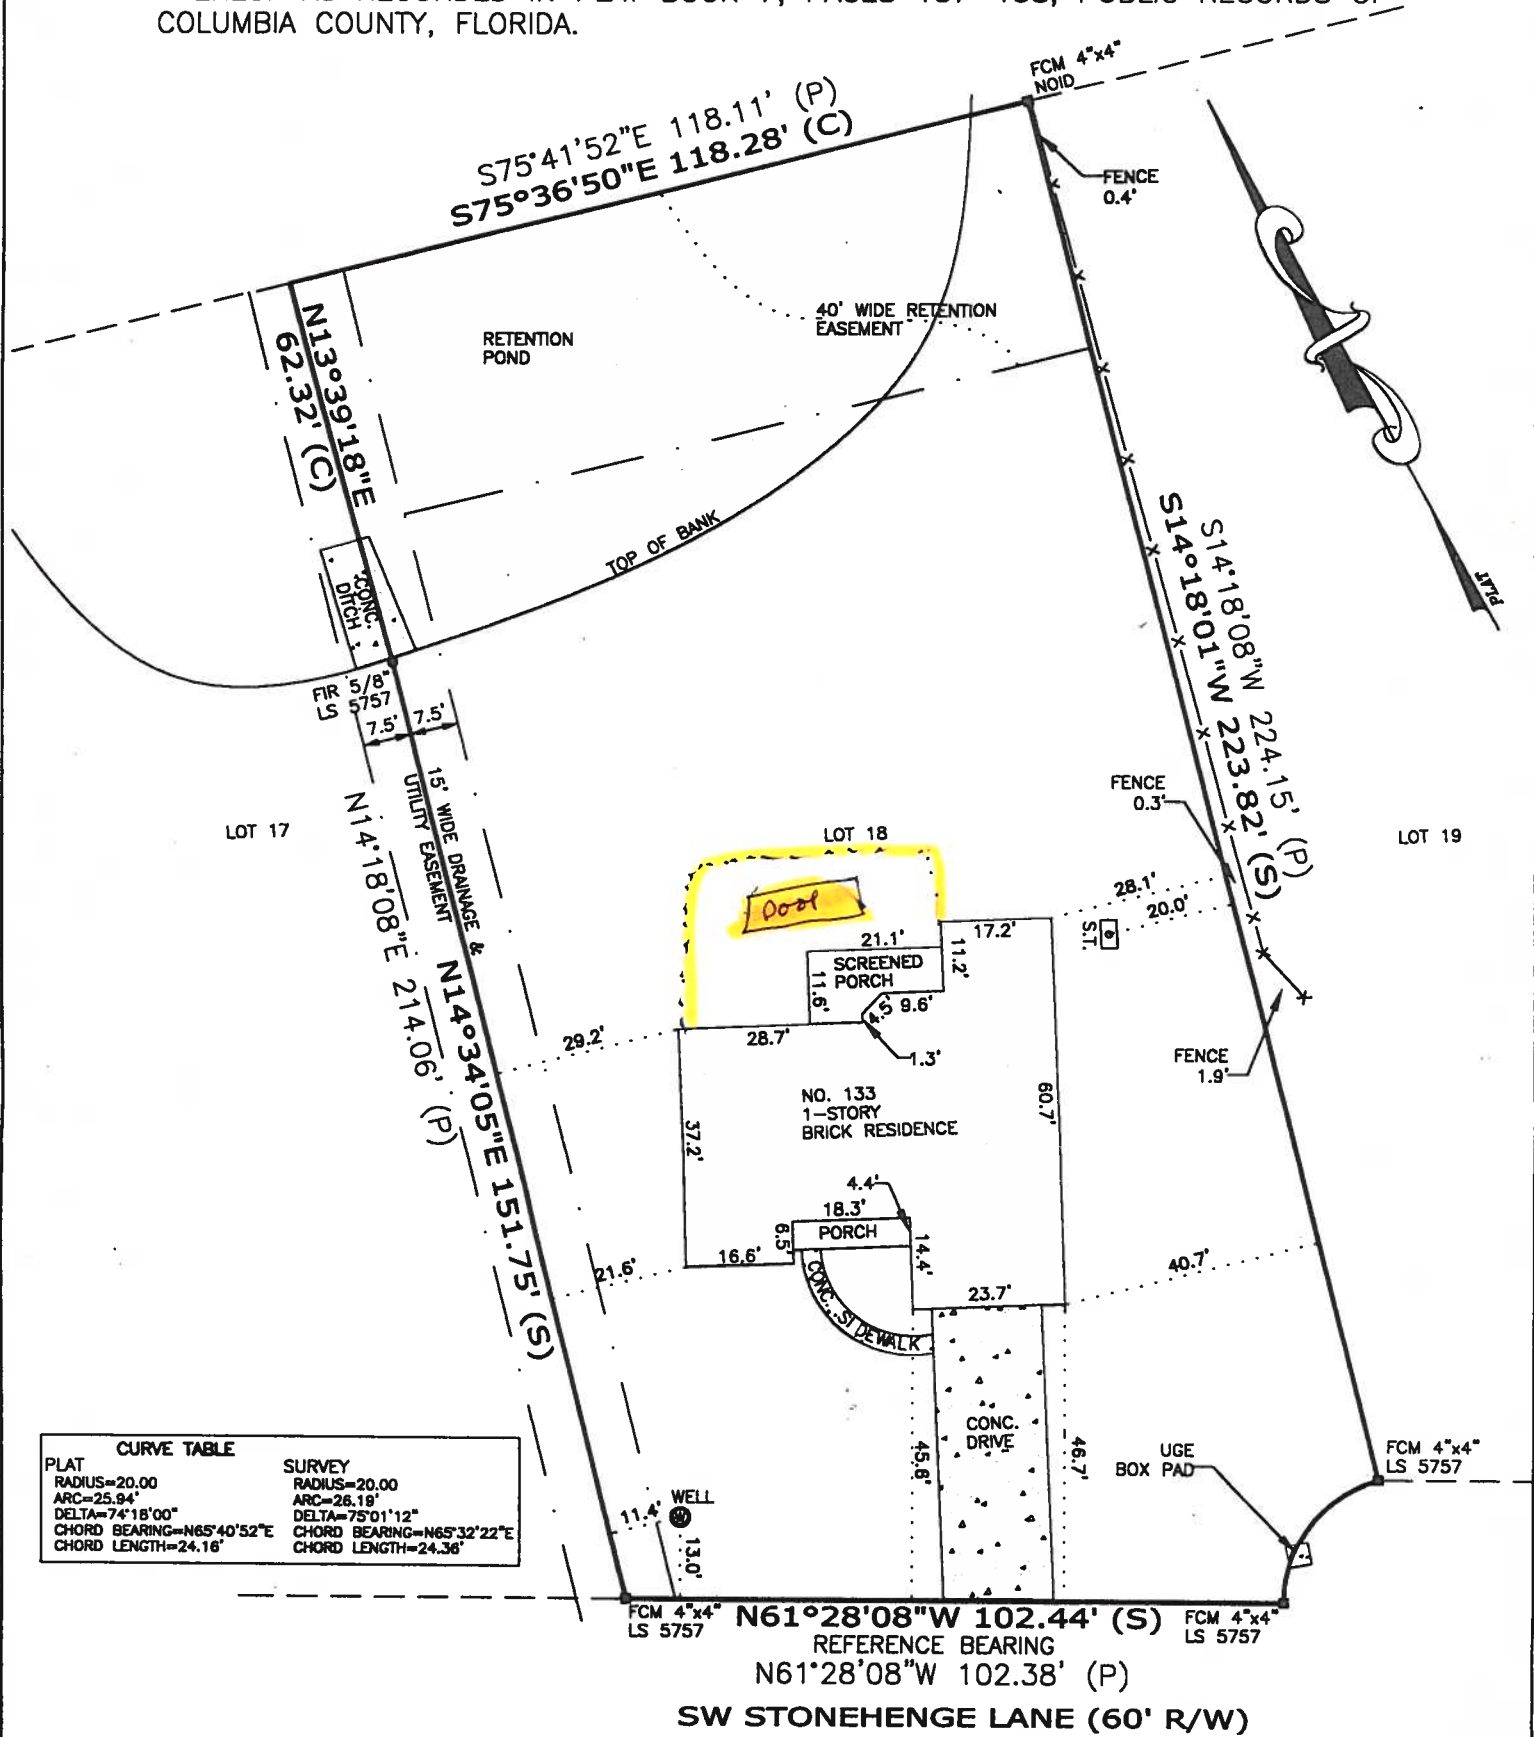 COLUMBIA COUNTY, FLORIDA.
FCM 4"x4"
NOID
S75°41'52"E 118.11' (P)
S75°36'50"E 118.28' (C)
FENCE
0.4'
N13°39'18"E
62.32' (C)
RETENTION
POND
40' WIDE RETENTION
EASEMENT
TOP OF BANK
CONC.
DITCH
S14°18'08"W 224.15' (P)
S14°18'01"W 223.82' (S)
PLAT
FIR 5/8"
LS 5757
7.5'
7.5'
15' WIDE DRAINAGE &
UTILITY EASEMENT
LOT 17
N14°18'08"E 214.06' (P)
N14°34'05"E 151.75' (S)
LOT 18
FENCE
0.3'
LOT 19
Pool
28.1'
20.0'
S.T.
21.1'
17.2'
SCREENED
PORCH
11.2'
11.6'
4.5'
9.6'
28.7'
1.3'
29.2'
FENCE
1.9'
NO. 133
1-STORY
BRICK RESIDENCE
60.7'
37.2'
4.4'
18.3'
PORCH
6.5'
14.4'
16.6'
21.6'
40.7'
23.7'
CONC. SIDEWALK
CONC.
DRIVE
45.6'
46.7'
UGE
BOX PAD
FCM 4"x4"
LS 5757
CURVE TABLE
PLAT SURVEY
RADIUS=20.00 RADIUS=20.00
ARC=25.94' ARC=26.19'
DELTA=74°18'00" DELTA=75°01'12"
CHORD BEARING=N65°40'52"E CHORD BEARING=N65°32'22"E
CHORD LENGTH=24.16' CHORD LENGTH=24.36'
11.4'
WELL
W
13.0'
FCM 4"x4"
LS 5757
N61°28'08"W 102.44' (S)
FCM 4"x4"
LS 5757
REFERENCE BEARING
N61°28'08"W 102.38' (P)
SW STONEHENGE LANE (60' R/W)